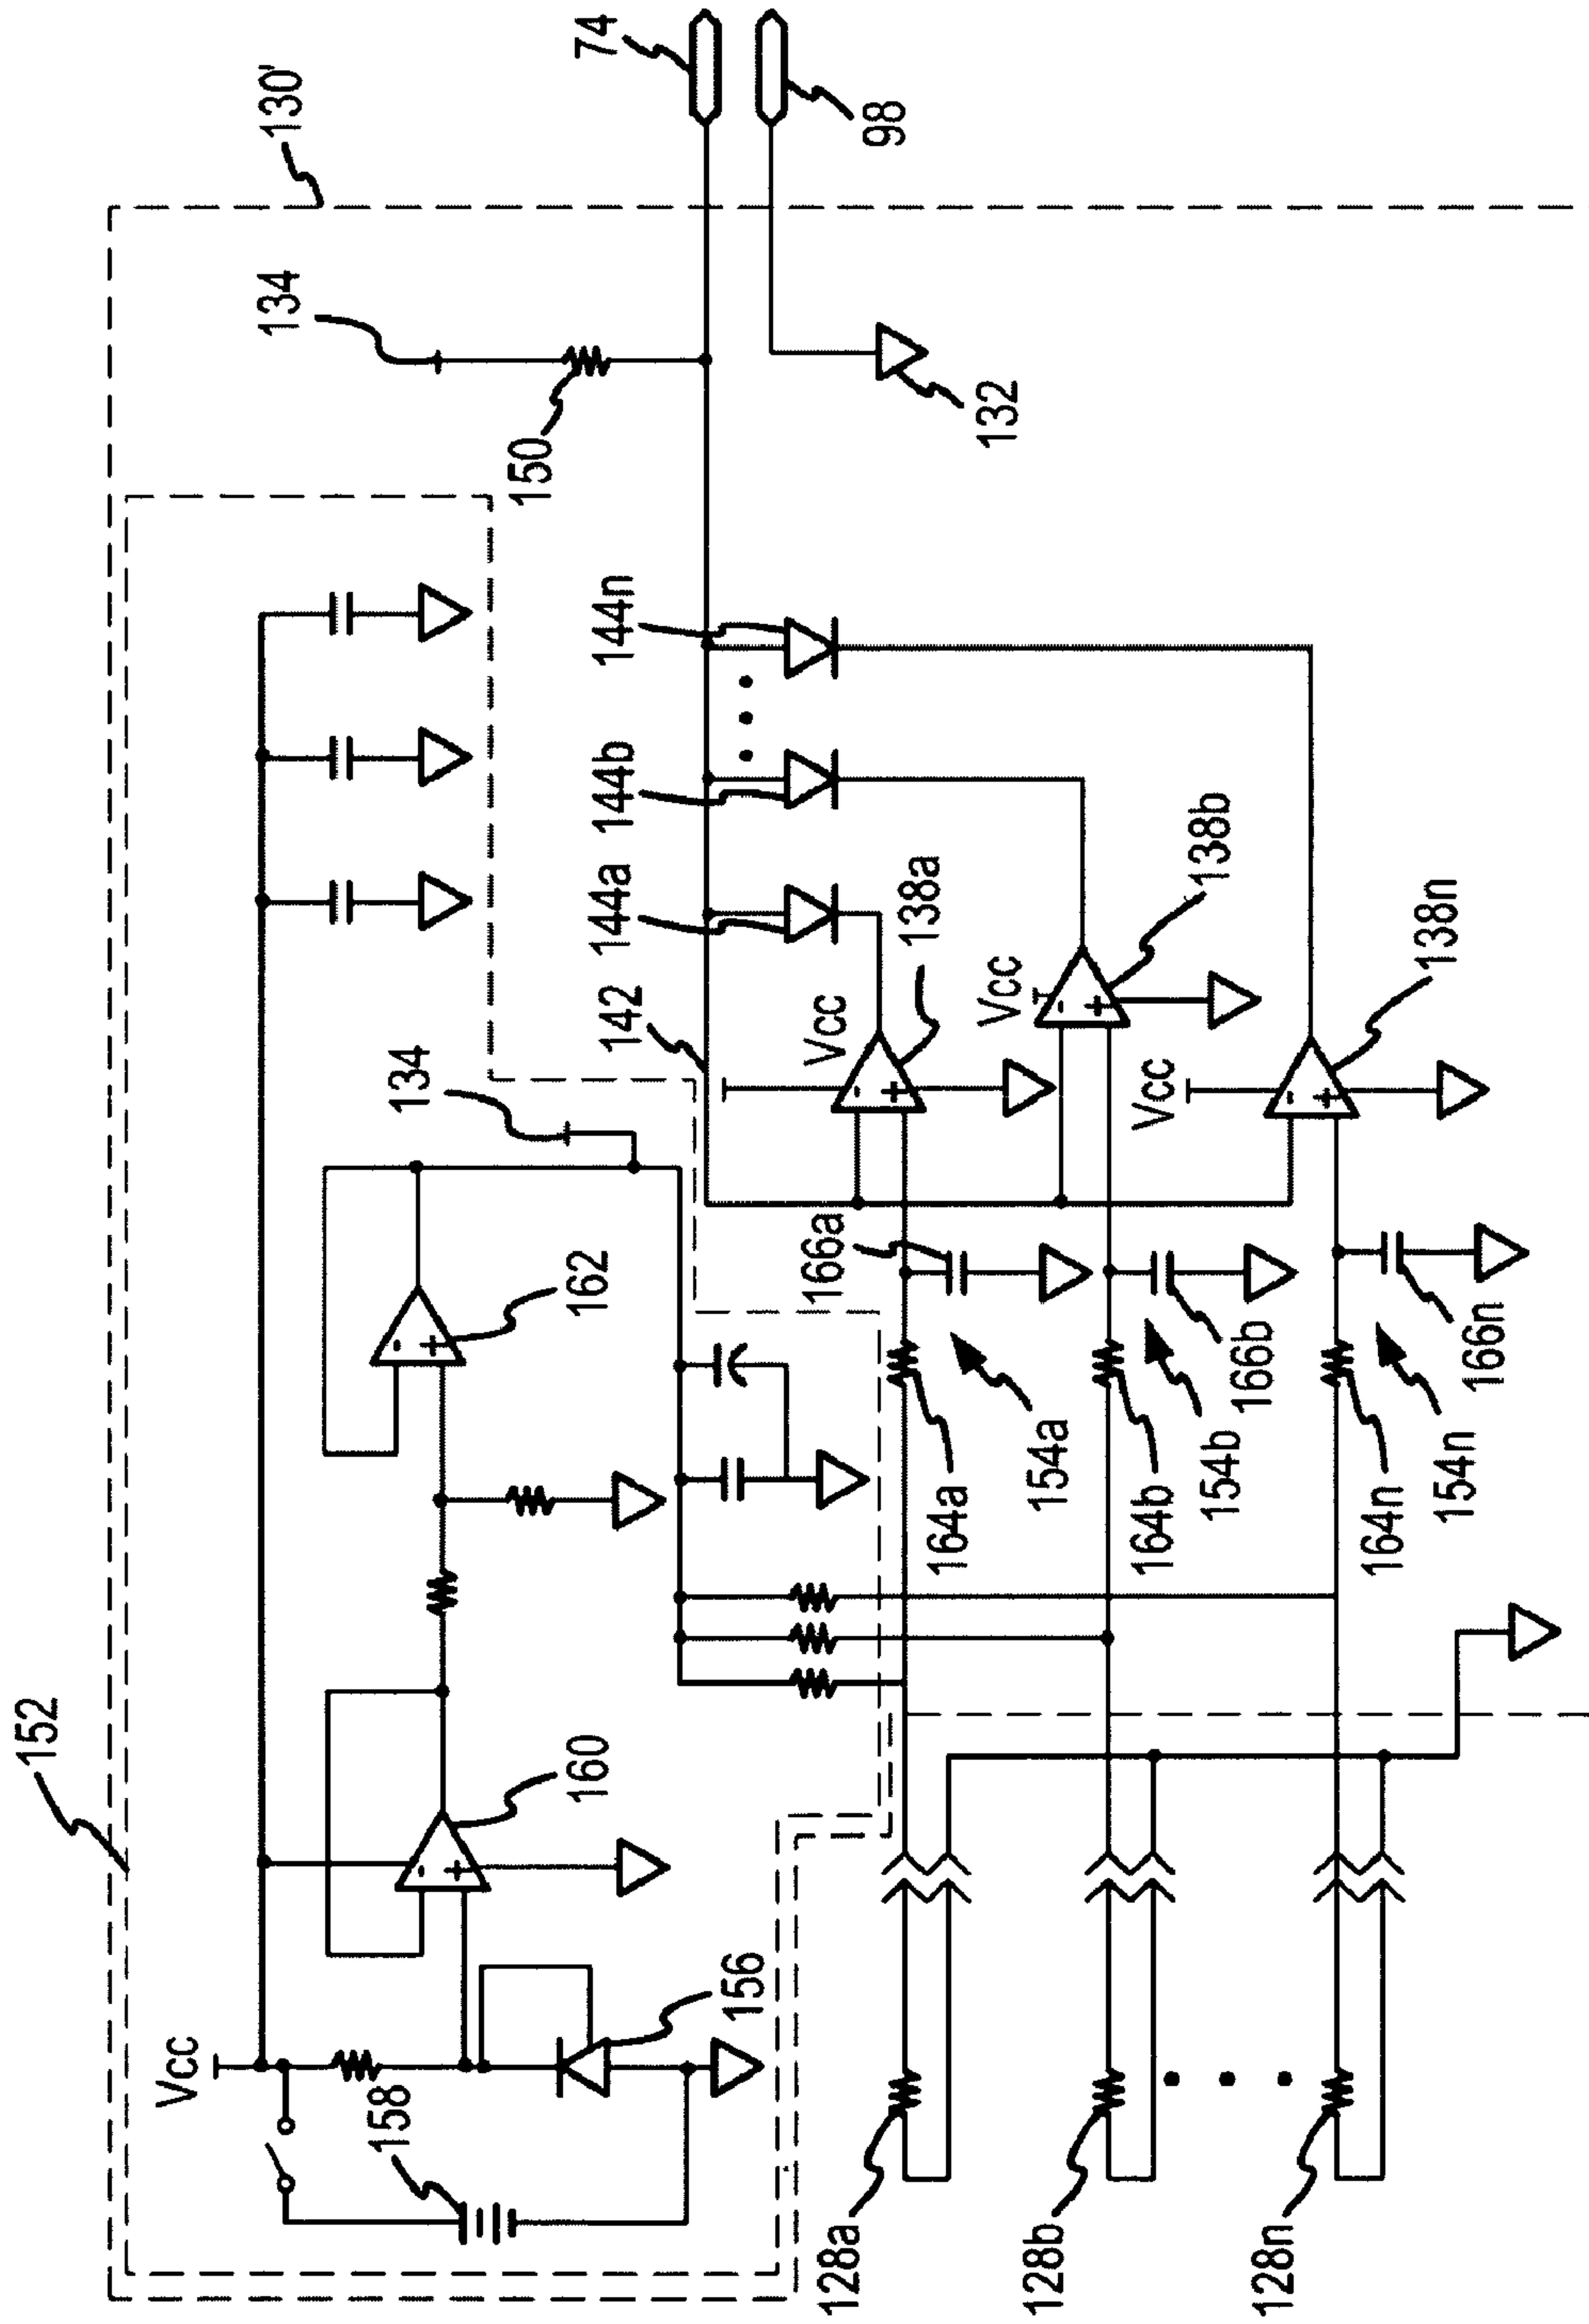 152
130'
134
74
98
150
132
Vcc
158
156
160
162
134
142
144a
144b
144n
Vcc
138a
Vcc
138b
Vcc
138n
166a
164a
154a
166b
164b
154b
166n
164n
154n
128a
128b
128n
-
+
-
+
-
+
-
+
-
+